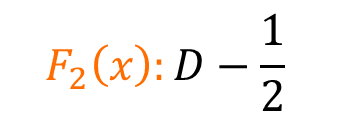 F₂(x): D − 1/2